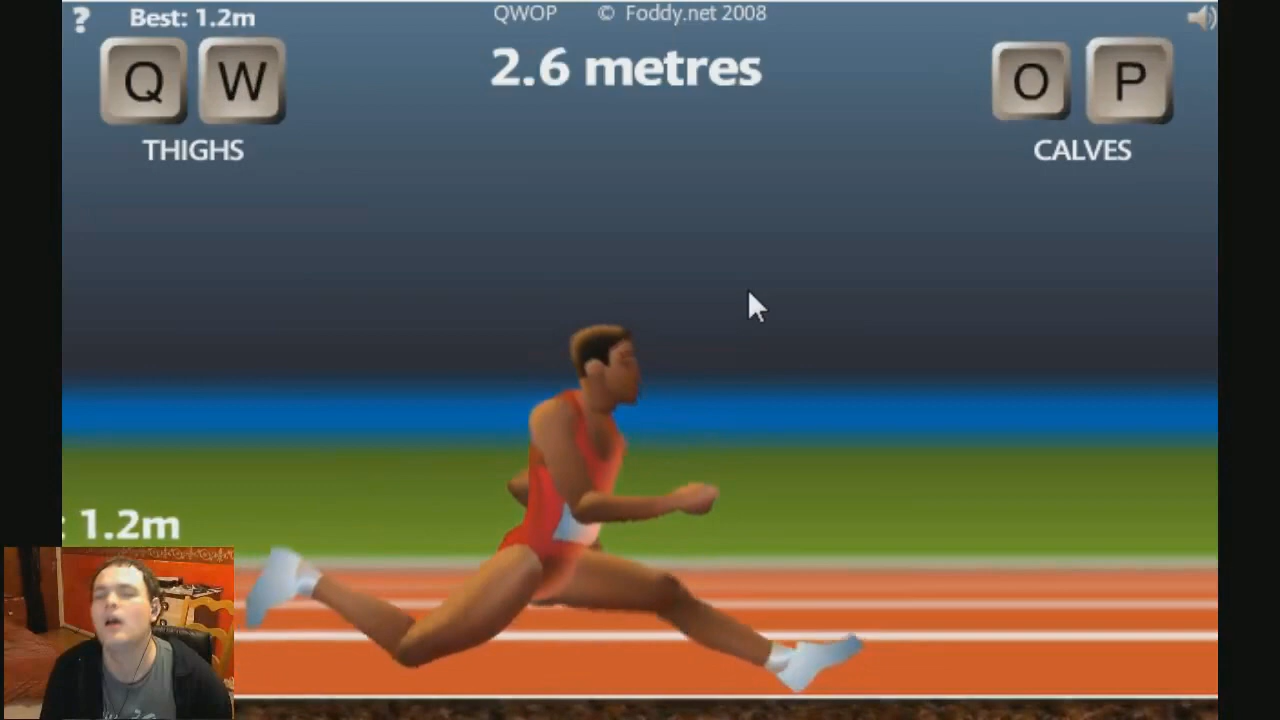 ? Best: 1.2m
QWOP © Foddy.net 2008
2.6 metres
Q W
THIGHS
O P
CALVES
: 1.2m